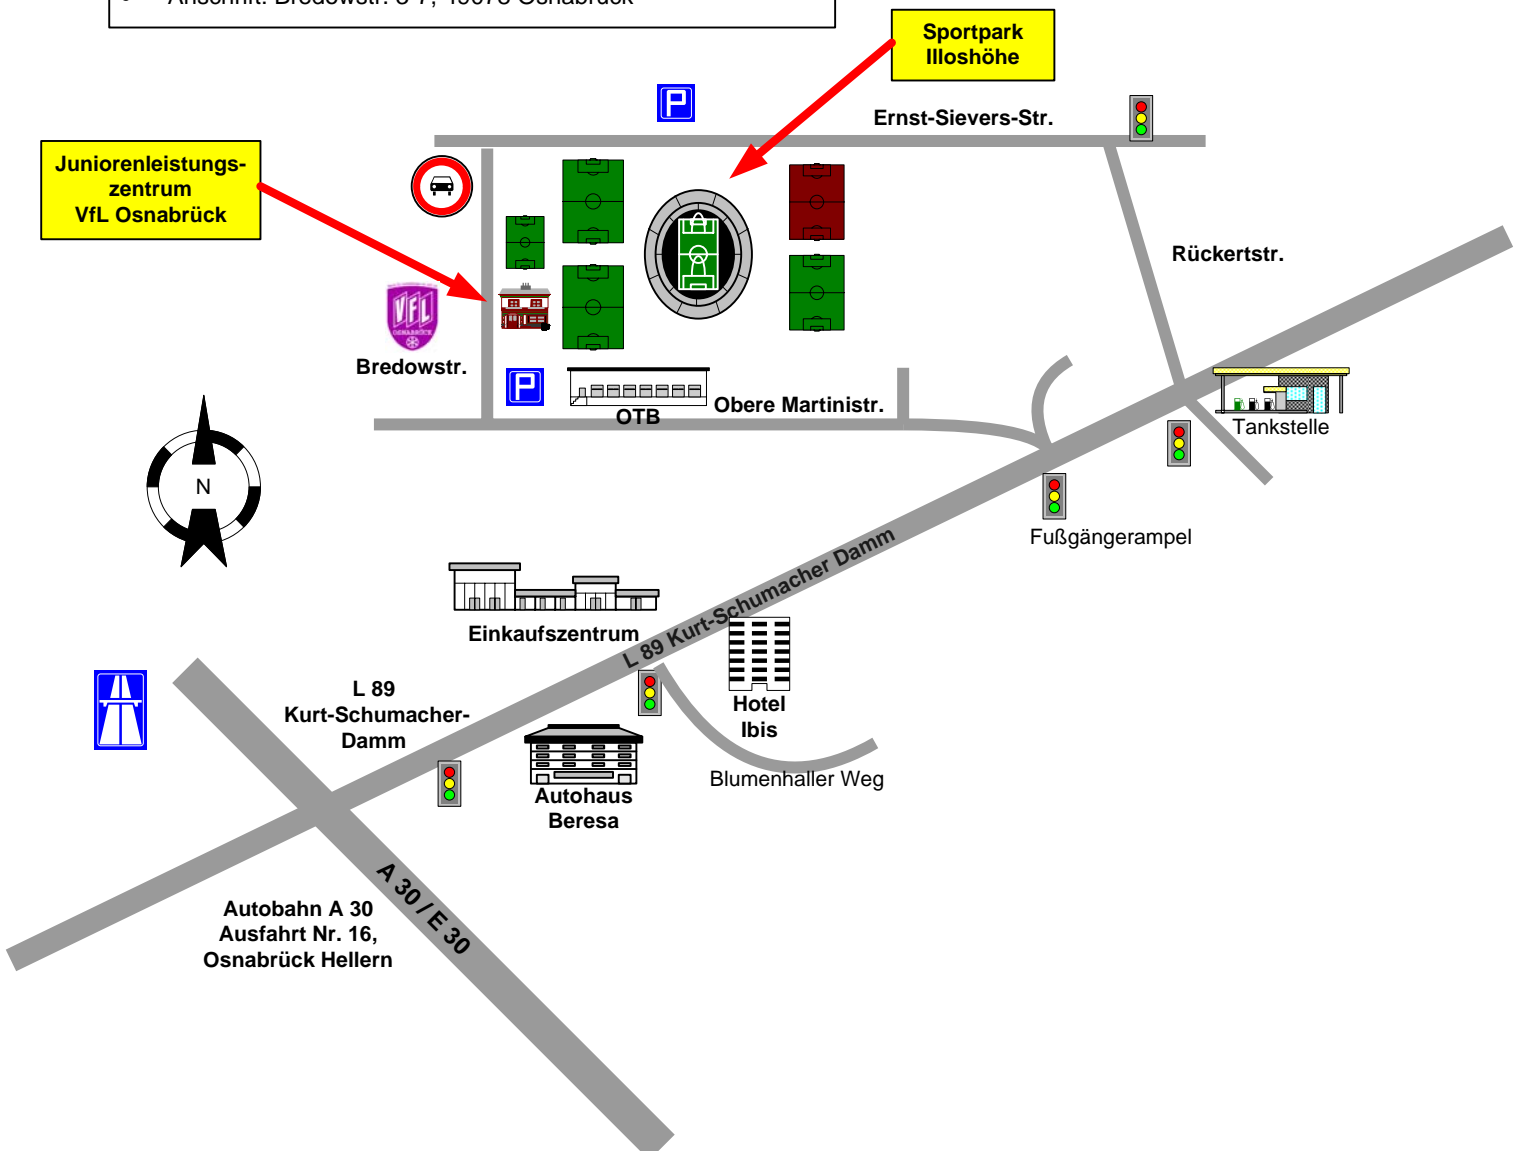 Sportpark
Illoshöhe
P
Ernst-Sievers-Str.
Juniorenleistungs-
zentrum
VfL Osnabrück
Rückertstr.
VfL
OSNABRÜCK
Bredowstr.
P
OTB
Obere Martinistr.
Tankstelle
N
Fußgängerampel
L 89 Kurt-Schumacher Damm
Einkaufszentrum
L 89
Kurt-Schumacher-
Damm
Hotel
Ibis
Blumenhaller Weg
Autohaus
Beresa
A 30 / E 30
Autobahn A 30
Ausfahrt Nr. 16,
Osnabrück Hellern